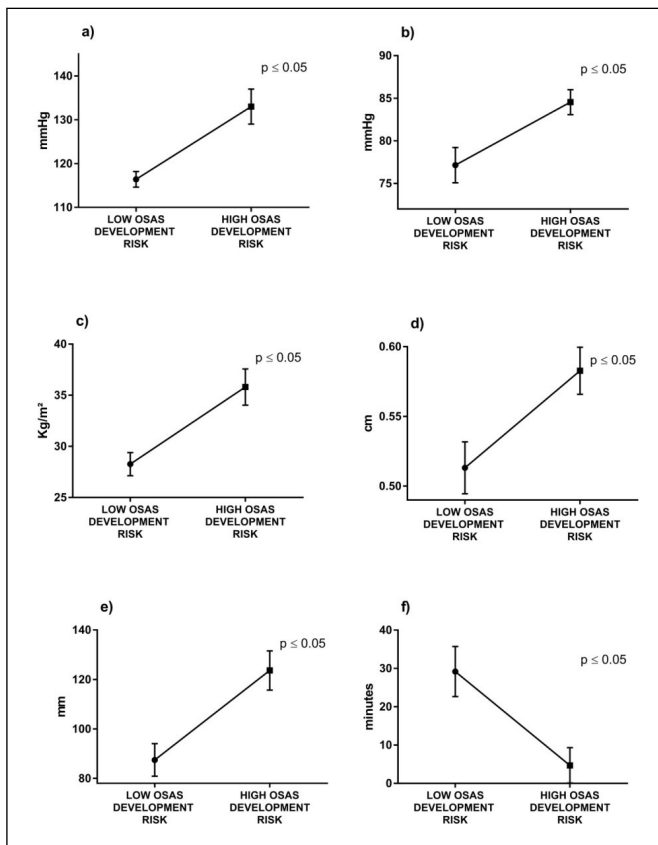 a)
p ≤ 0.05
mmHg
140
130
120
110
LOW OSAS
DEVELOPMENT
RISK
HIGH OSAS
DEVELOPMENT
RISK
b)
p ≤ 0.05
mmHg
90
85
80
75
LOW OSAS
DEVELOPMENT
RISK
HIGH OSAS
DEVELOPMENT
RISK
c)
p ≤ 0.05
Kg/m²
40
35
30
25
LOW OSAS
DEVELOPMENT
RISK
HIGH OSAS
DEVELOPMENT
RISK
d)
p ≤ 0.05
cm
0.60
0.55
0.50
LOW OSAS
DEVELOPMENT
RISK
HIGH OSAS
DEVELOPMENT
RISK
e)
p ≤ 0.05
mm
140
120
100
80
LOW OSAS
DEVELOPMENT
RISK
HIGH OSAS
DEVELOPMENT
RISK
f)
p ≤ 0.05
minutes
40
30
20
10
0
LOW OSAS
DEVELOPMENT
RISK
HIGH OSAS
DEVELOPMENT
RISK